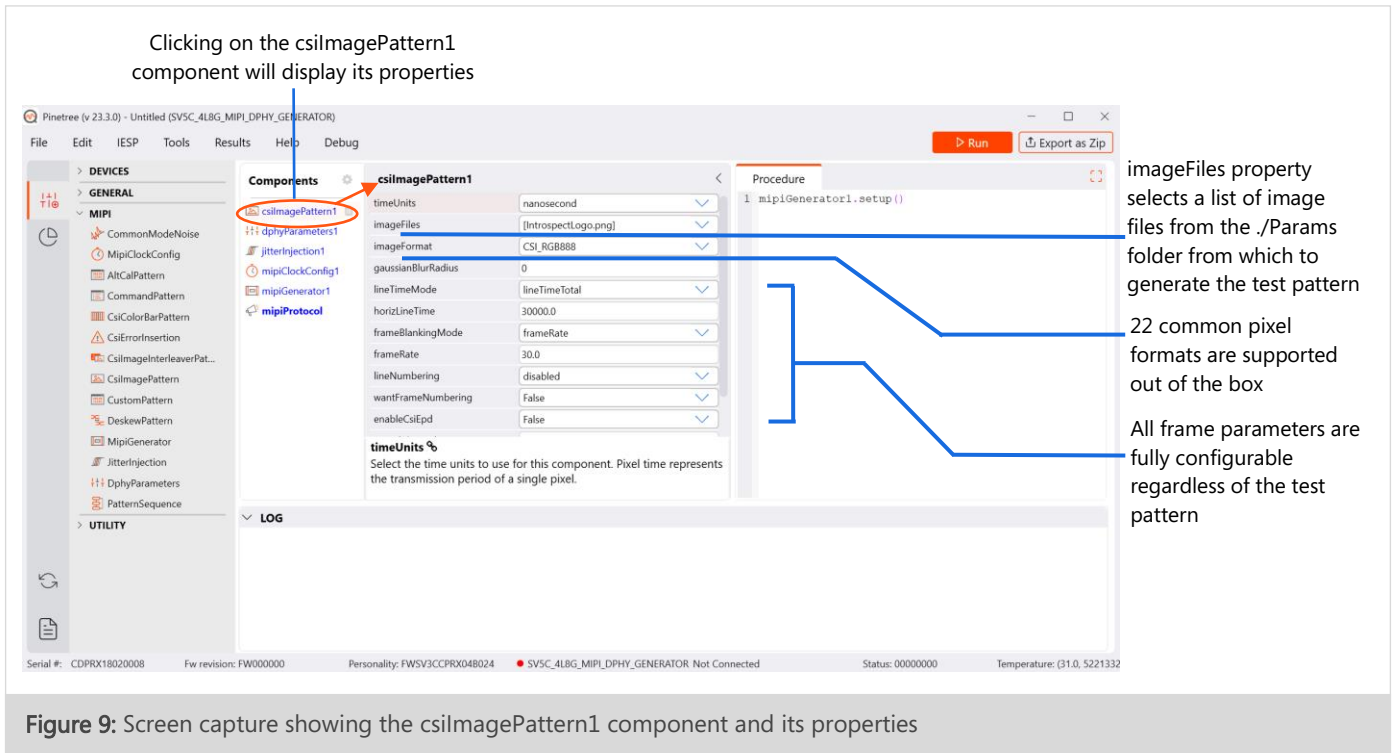 Clicking on the csiImagePattern1
component will display its properties
Pinetree (v 23.3.0) - Untitled (SV5C_4L8G_MIPI_DPHY_GENERATOR)
File Edit IESP Tools Results Help Debug
Run
Export as Zip
DEVICES
GENERAL
MIPI
CommonModeNoise
MipiClockConfig
AltCalPattern
CommandPattern
CsiColorBarPattern
CsiErrorInsertion
CsiImageInterleaverPat...
CsiImagePattern
CustomPattern
DeskewPattern
MipiGenerator
JitterInjection
DphyParameters
PatternSequence
UTILITY
Components
csiImagePattern1
dphyParameters1
jitterInjection1
mipiClockConfig1
mipiGenerator1
mipiProtocol
csiImagePattern1
timeUnits nanosecond
imageFiles [IntrospectLogo.png]
imageFormat CSI_RGB888
gaussianBlurRadius 0
lineTimeMode lineTimeTotal
horizLineTime 30000.0
frameBlankingMode frameRate
frameRate 30.0
lineNumbering disabled
wantFrameNumbering False
enableCsiEpd False
timeUnits
Select the time units to use for this component. Pixel time represents
the transmission period of a single pixel.
Procedure
1 mipiGenerator1.setup()
LOG
Serial #: CDPRX18020008 Fw revision: FW000000 Personality: FWSV3CCPRX04B024 SV5C_4L8G_MIPI_DPHY_GENERATOR Not Connected Status: 00000000 Temperature: (31.0, 5221332
imageFiles property
selects a list of image
files from the ./Params
folder from which to
generate the test pattern
22 common pixel
formats are supported
out of the box
All frame parameters are
fully configurable
regardless of the test
pattern
Figure 9: Screen capture showing the csiImagePattern1 component and its properties